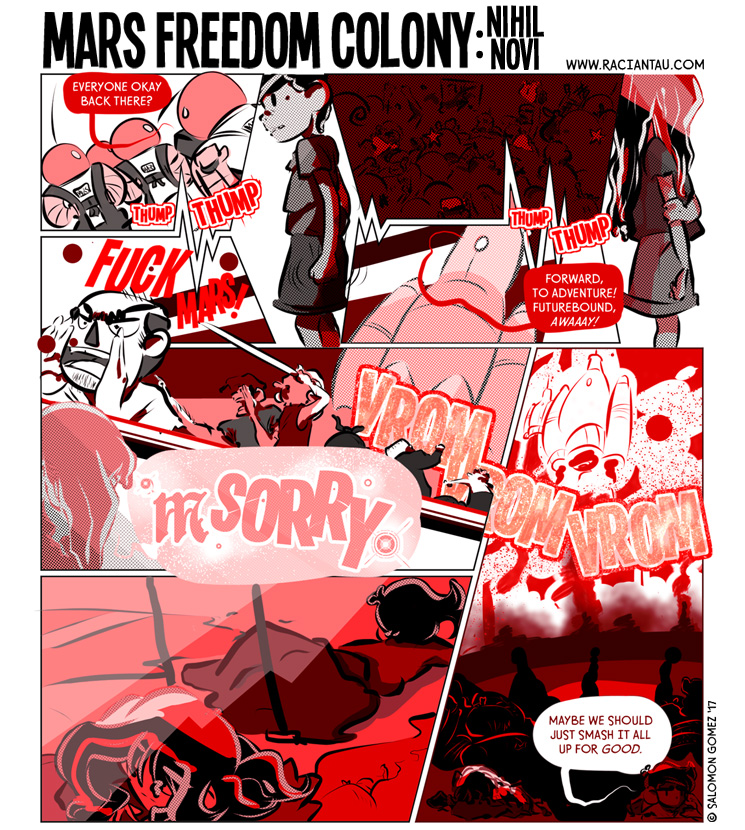 MARS FREEDOM COLONY: NIHIL
NOVI
WWW.RACIANTAU.COM
EVERYONE OKAY
BACK THERE?
THUMP
THUMP
THUMP
THUMP
FUCK
MARS!
FORWARD,
TO ADVENTURE!
FUTUREBOUND,
AWAAAY!
VROM
ROM
VROM
I'M SORRY
MAYBE WE SHOULD
JUST SMASH IT ALL
UP FOR GOOD.
© SALOMON GOMEZ '17